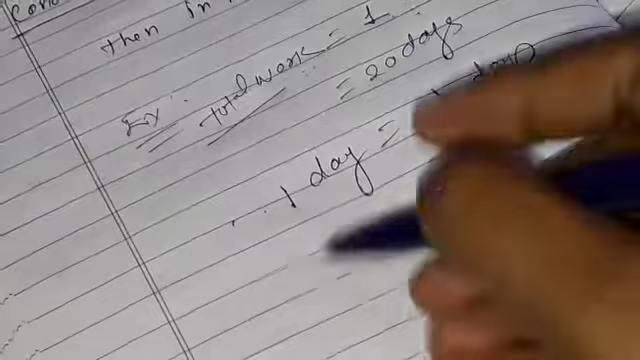 then in
Ex: Total work = 1
= 20 days
1 day =